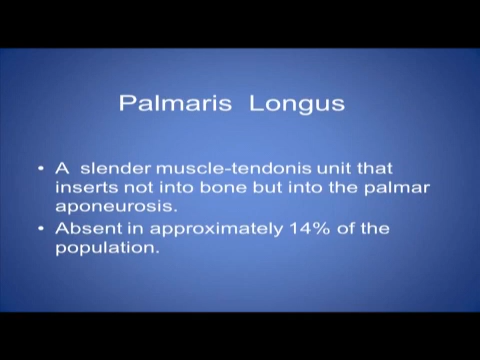 Palmaris Longus
• A slender muscle-tendonis unit that
inserts not into bone but into the palmar
aponeurosis.
• Absent in approximately 14% of the
population.